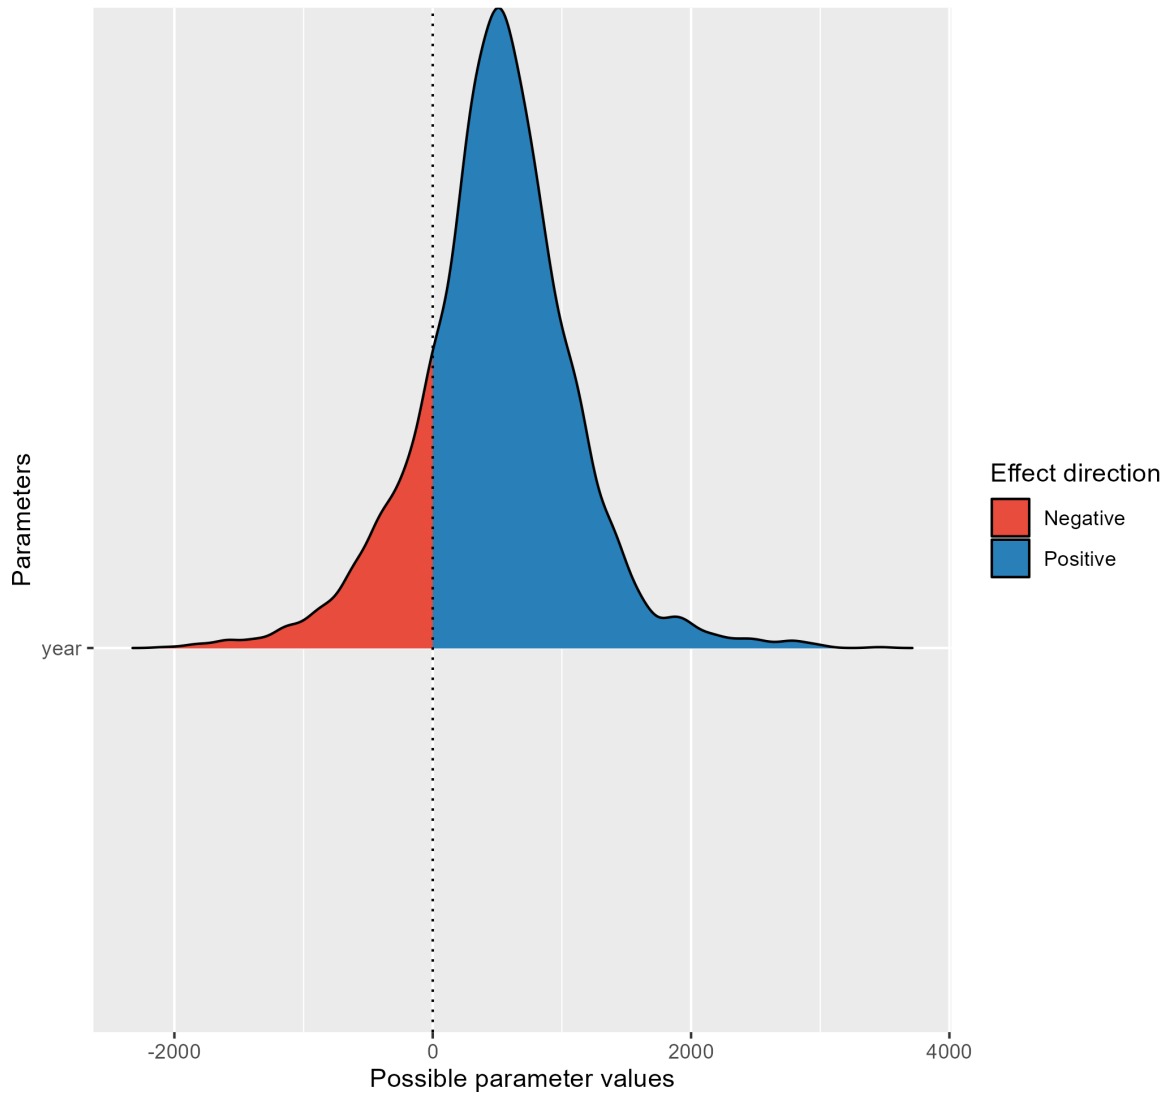 Parameters
year
-2000
0
2000
4000
Possible parameter values
Effect direction
Negative
Positive